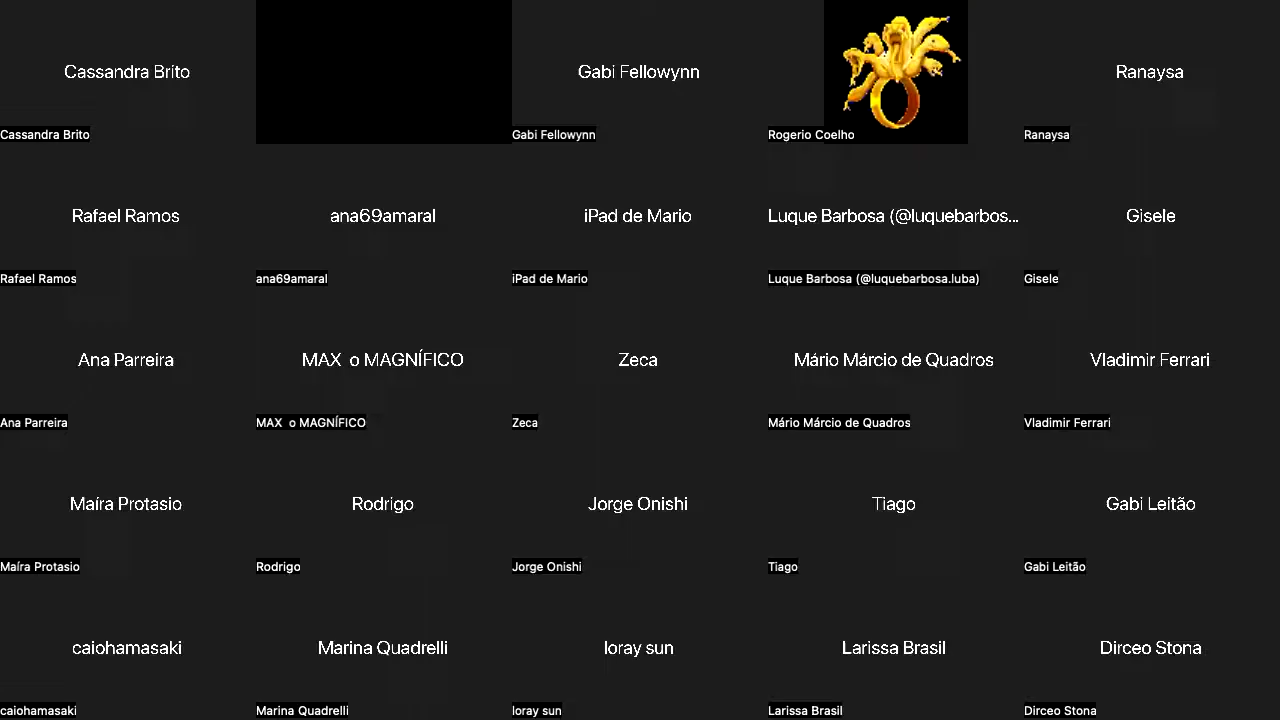 Cassandra Brito
Gabi Fellowynn
Ranaysa
Cassandra Brito
Gabi Fellowynn
Rogerio Coelho
Ranaysa
Rafael Ramos
ana69amaral
iPad de Mario
Luque Barbosa (@luquebarbos...
Gisele
Rafael Ramos
ana69amaral
iPad de Mario
Luque Barbosa (@luquebarbosa.luba)
Gisele
Ana Parreira
MAX o MAGNÍFICO
Zeca
Mário Márcio de Quadros
Vladimir Ferrari
Ana Parreira
MAX o MAGNÍFICO
Zeca
Mário Márcio de Quadros
Vladimir Ferrari
Maíra Protasio
Rodrigo
Jorge Onishi
Tiago
Gabi Leitão
Maíra Protasio
Rodrigo
Jorge Onishi
Tiago
Gabi Leitão
caiohamasaki
Marina Quadrelli
loray sun
Larissa Brasil
Dirceo Stona
caiohamasaki
Marina Quadrelli
loray sun
Larissa Brasil
Dirceo Stona